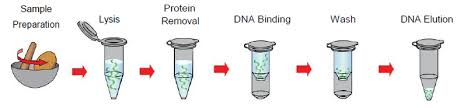 Sample
Preparation
Lysis
Protein
Removal
DNA Binding
Wash
DNA Elution